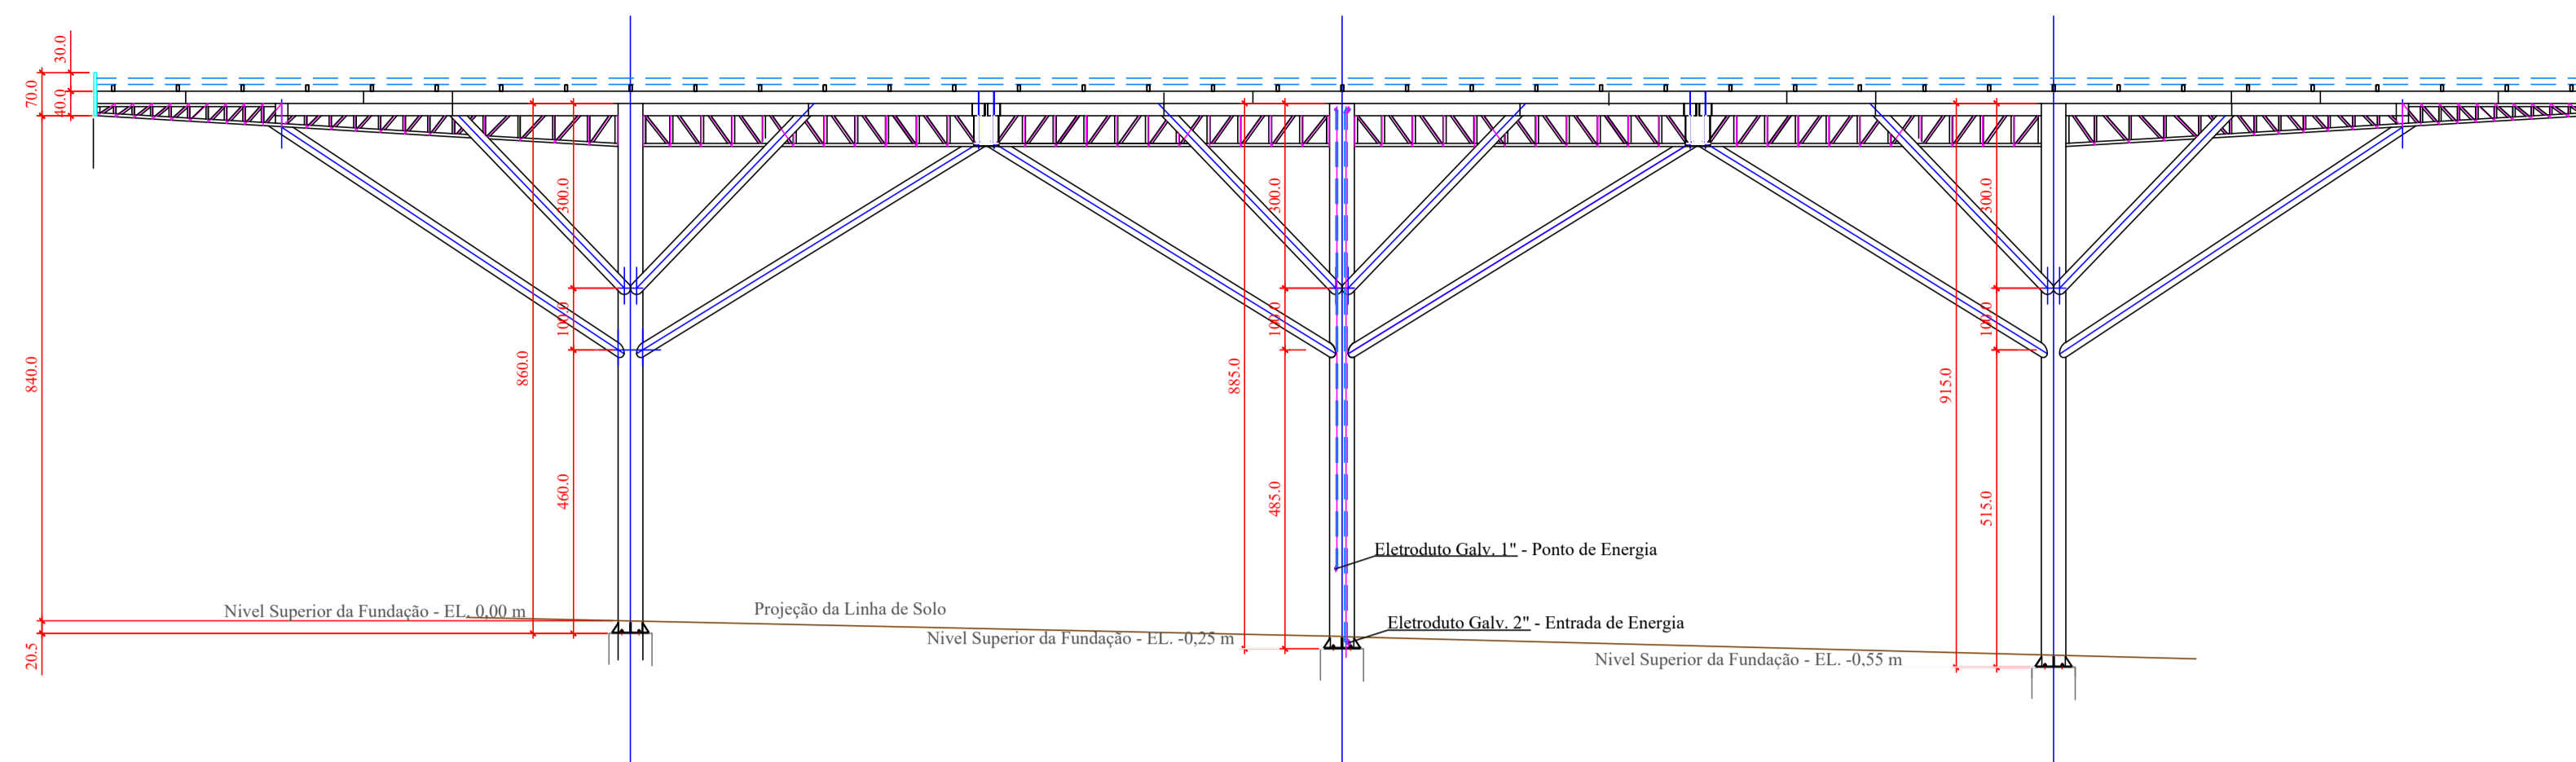 30.0
70.0
40.0
300.0
300.0
300.0
100.0
100.0
100.0
840.0
860.0
885.0
915.0
460.0
485.0
515.0
Eletroduto Galv. 1" - Ponto de Energia
Nivel Superior da Fundação - EL. 0,00 m
Projeção da Linha de Solo
Eletroduto Galv. 2" - Entrada de Energia
Nivel Superior da Fundação - EL. -0,25 m
Nivel Superior da Fundação - EL. -0,55 m
20.5